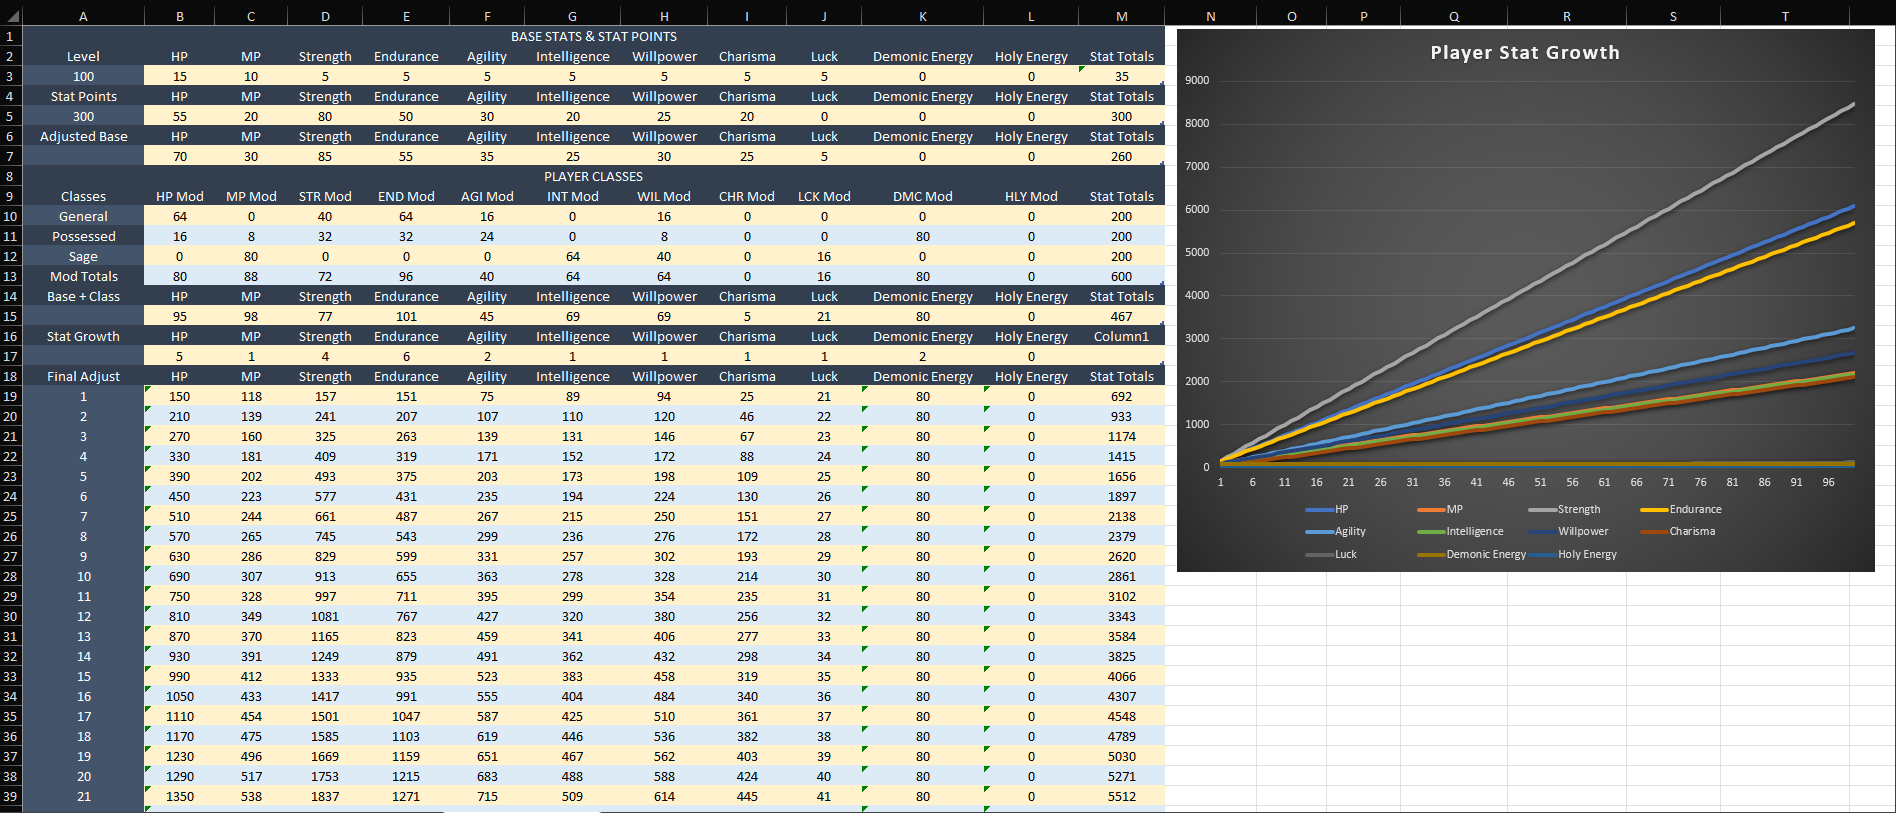 A B C D E F G H I J K L M N O P Q R S T
1 BASE STATS & STAT POINTS
2 Level HP MP Strength Endurance Agility Intelligence Willpower Charisma Luck Demonic Energy Holy Energy Stat Totals
3 100 15 10 5 5 5 5 5 5 5 0 0 35
4 Stat Points HP MP Strength Endurance Agility Intelligence Willpower Charisma Luck Demonic Energy Holy Energy Stat Totals
5 300 55 20 80 50 30 20 25 20 0 0 0 300
6 Adjusted Base HP MP Strength Endurance Agility Intelligence Willpower Charisma Luck Demonic Energy Holy Energy Stat Totals
7 70 30 85 55 35 25 30 25 5 0 0 260
8 PLAYER CLASSES
9 Classes HP Mod MP Mod STR Mod END Mod AGI Mod INT Mod WIL Mod CHR Mod LCK Mod DMC Mod HLY Mod Stat Totals
10 General 64 0 40 64 16 0 16 0 0 0 0 200
11 Possessed 16 8 32 32 24 0 8 0 0 80 0 200
12 Sage 0 80 0 0 0 64 40 0 16 0 0 200
13 Mod Totals 80 88 72 96 40 64 64 0 16 80 0 600
14 Base + Class HP MP Strength Endurance Agility Intelligence Willpower Charisma Luck Demonic Energy Holy Energy Stat Totals
15 95 98 77 101 45 69 69 5 21 80 0 467
16 Stat Growth HP MP Strength Endurance Agility Intelligence Willpower Charisma Luck Demonic Energy Holy Energy Column1
17 5 1 4 6 2 1 1 1 1 2 0
18 Final Adjust HP MP Strength Endurance Agility Intelligence Willpower Charisma Luck Demonic Energy Holy Energy Stat Totals
19 1 150 118 157 151 75 89 94 25 21 80 0 692
20 2 210 139 241 207 107 110 120 46 22 80 0 933
21 3 270 160 325 263 139 131 146 67 23 80 0 1174
22 4 330 181 409 319 171 152 172 88 24 80 0 1415
23 5 390 202 493 375 203 173 198 109 25 80 0 1656
24 6 450 223 577 431 235 194 224 130 26 80 0 1897
25 7 510 244 661 487 267 215 250 151 27 80 0 2138
26 8 570 265 745 543 299 236 276 172 28 80 0 2379
27 9 630 286 829 599 331 257 302 193 29 80 0 2620
28 10 690 307 913 655 363 278 328 214 30 80 0 2861
29 11 750 328 997 711 395 299 354 235 31 80 0 3102
30 12 810 349 1081 767 427 320 380 256 32 80 0 3343
31 13 870 370 1165 823 459 341 406 277 33 80 0 3584
32 14 930 391 1249 879 491 362 432 298 34 80 0 3825
33 15 990 412 1333 935 523 383 458 319 35 80 0 4066
34 16 1050 433 1417 991 555 404 484 340 36 80 0 4307
35 17 1110 454 1501 1047 587 425 510 361 37 80 0 4548
36 18 1170 475 1585 1103 619 446 536 382 38 80 0 4789
37 19 1230 496 1669 1159 651 467 562 403 39 80 0 5030
38 20 1290 517 1753 1215 683 488 588 424 40 80 0 5271
39 21 1350 538 1837 1271 715 509 614 445 41 80 0 5512
Player Stat Growth
9000
8000
7000
6000
5000
4000
3000
2000
1000
0
1 6 11 16 21 26 31 36 41 46 51 56 61 66 71 76 81 86 91 96
HP MP Strength Endurance
Agility Intelligence Willpower Charisma
Luck Demonic Energy Holy Energy